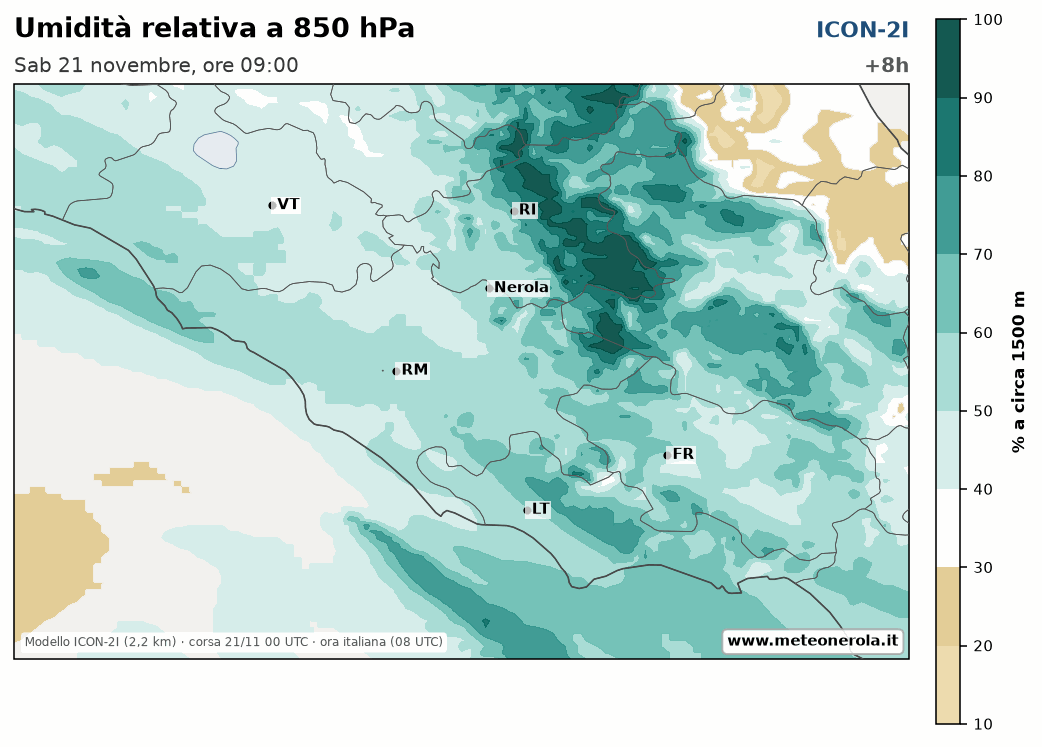 Umidità relativa a 850 hPa
ICON-2I
Sab 21 novembre, ore 09:00
+8h
VT
RI
Nerola
RM
FR
LT
Modello ICON-2I (2,2 km) · corsa 21/11 00 UTC · ora italiana (08 UTC)
www.meteonerola.it
100
90
80
70
60
50
40
30
20
10
% a circa 1500 m